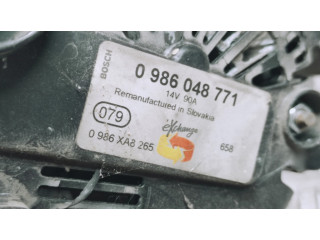 BOSCH
0 986 048 771
14V 90A
Remanufactured in Slovakia
079
eXchange
0 986 XA8 265
658